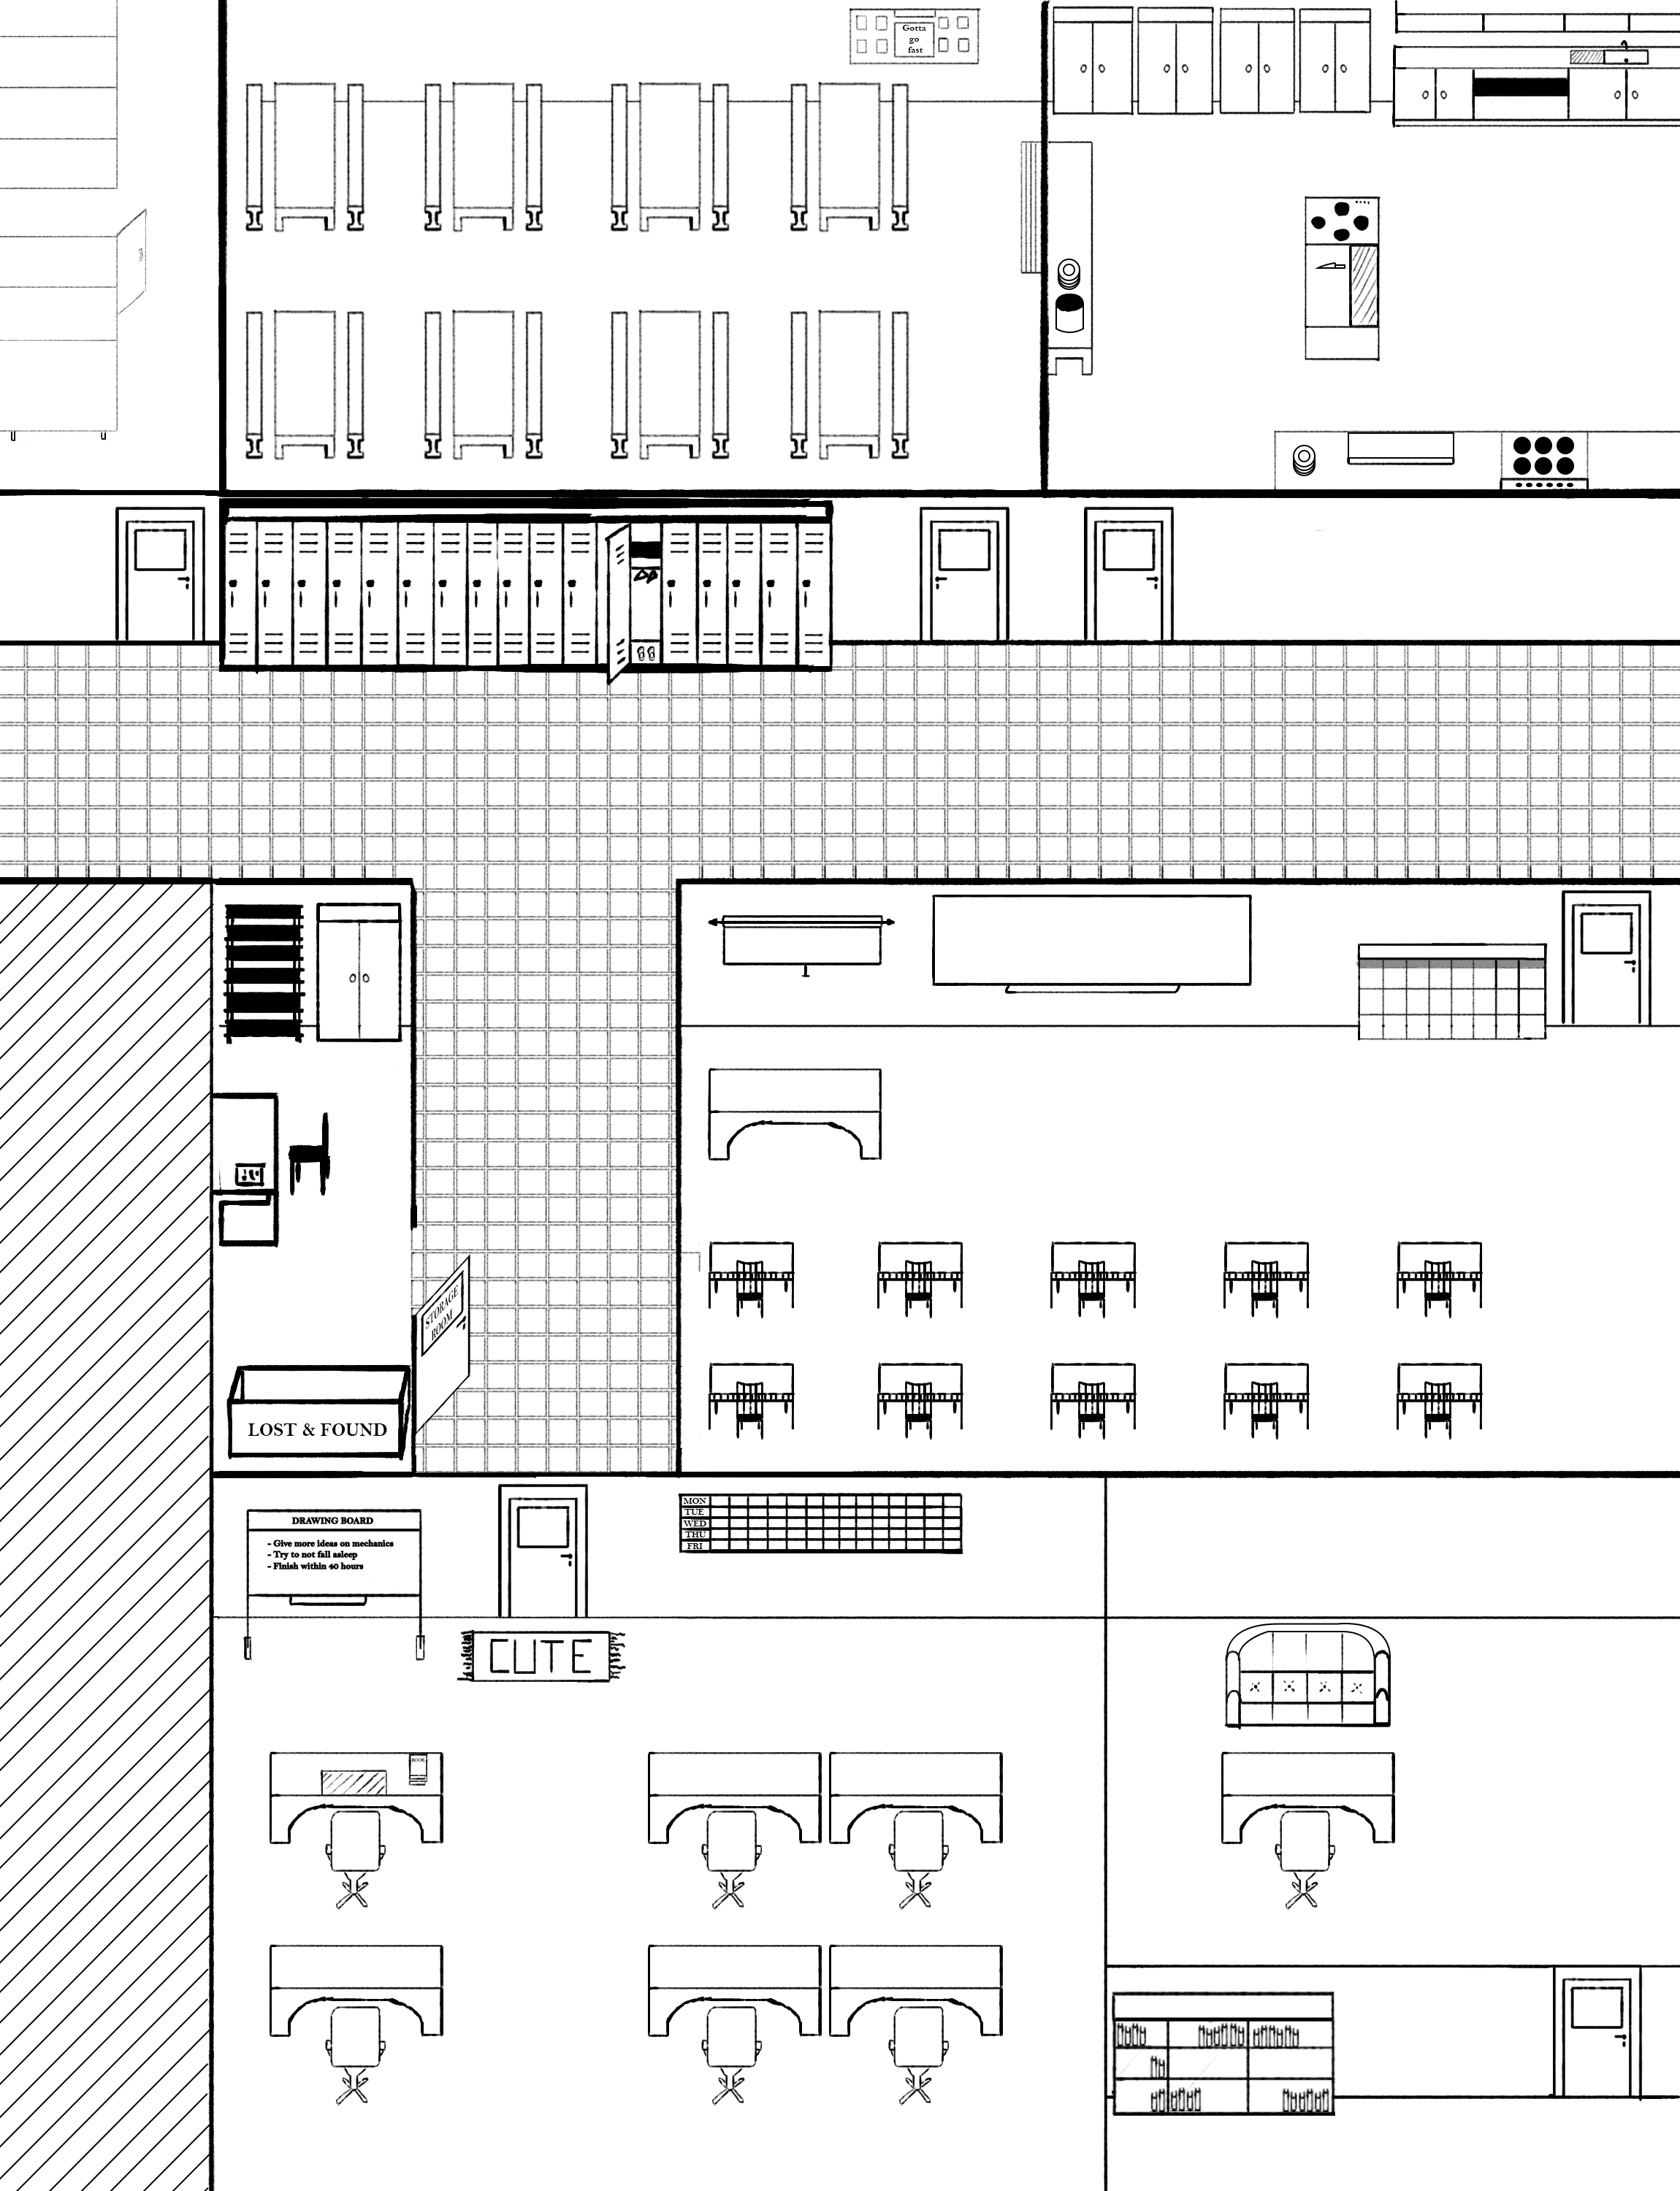 Gotta
go
fast
STORAGE
ROOM
LOST & FOUND
DRAWING BOARD
- Give more ideas on mechanics
- Try to not fall asleep
- Finish within 40 hours
MON
TUE
WED
THU
FRI
CUTE
BOOK